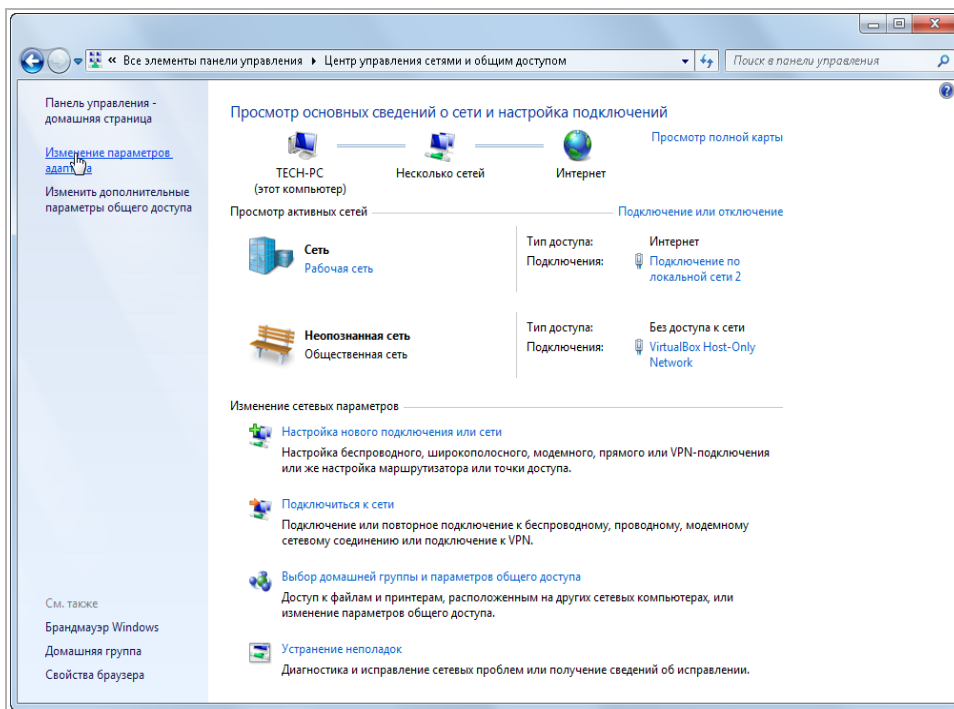 « Все элементы панели управления ▸ Центр управления сетями и общим доступом
Поиск в панели управления
Панель управления -
домашняя страница
Изменение параметров
адаптера
Изменить дополнительные
параметры общего доступа
См. также
Брандмауэр Windows
Домашняя группа
Свойства браузера
Просмотр основных сведений о сети и настройка подключений
Просмотр полной карты
TECH-PC
(этот компьютер)
Несколько сетей
Интернет
Просмотр активных сетей
Подключение или отключение
Сеть
Рабочая сеть
Тип доступа: Интернет
Подключения: Подключение по
локальной сети 2
Неопознанная сеть
Общественная сеть
Тип доступа: Без доступа к сети
Подключения: VirtualBox Host-Only
Network
Изменение сетевых параметров
Настройка нового подключения или сети
Настройка беспроводного, широкополосного, модемного, прямого или VPN-подключения
или же настройка маршрутизатора или точки доступа.
Подключиться к сети
Подключение или повторное подключение к беспроводному, проводному, модемному
сетевому соединению или подключение к VPN.
Выбор домашней группы и параметров общего доступа
Доступ к файлам и принтерам, расположенным на других сетевых компьютерах, или
изменение параметров общего доступа.
Устранение неполадок
Диагностика и исправление сетевых проблем или получение сведений об исправлении.